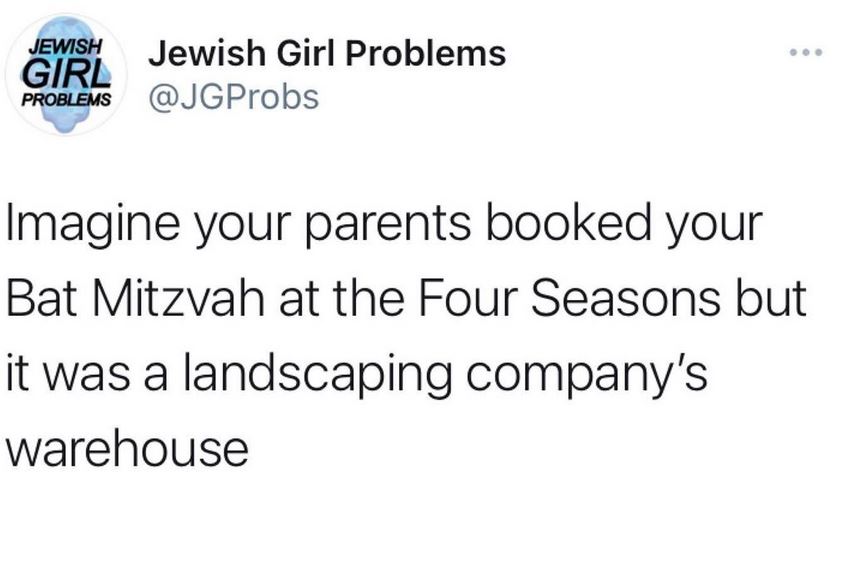 JEWISH
GIRL
PROBLEMS
Jewish Girl Problems
@JGProbs
Imagine your parents booked your
Bat Mitzvah at the Four Seasons but
it was a landscaping company’s
warehouse